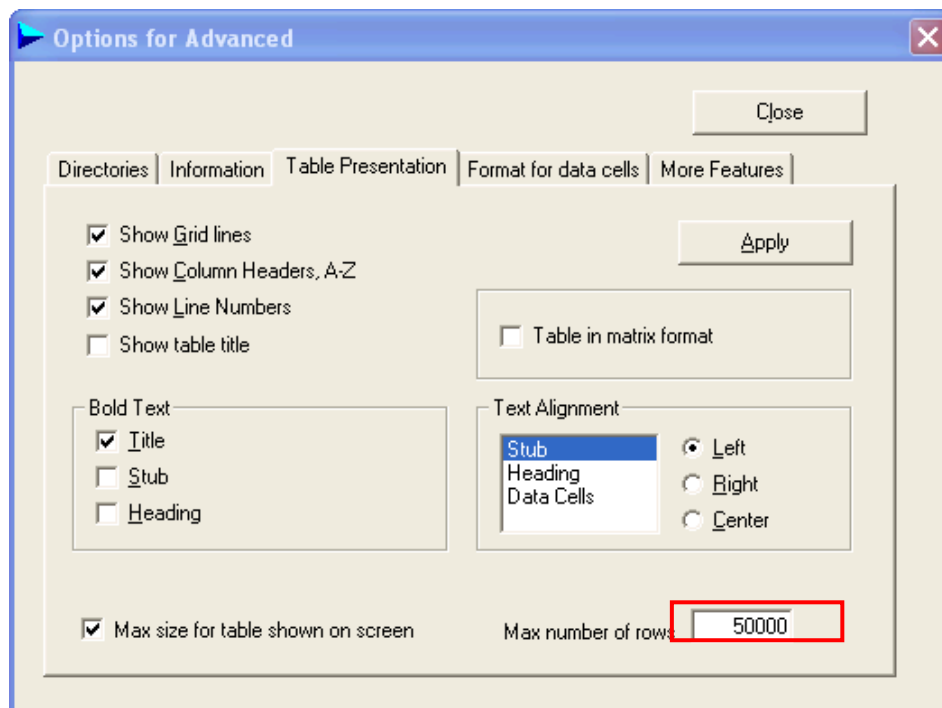 Options for Advanced
Close
Directories Information Table Presentation Format for data cells More Features
Show Grid lines
Apply
Show Column Headers, A-Z
Show Line Numbers
Show table title
Table in matrix format
Bold Text
Title
Stub
Heading
Text Alignment
Stub
Heading
Data Cells
Left
Right
Center
Max size for table shown on screen
Max number of rows 50000